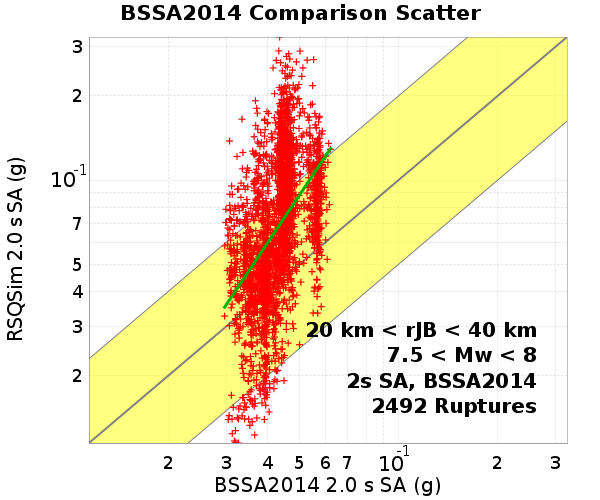 BSSA2014 Comparison Scatter
RSQSim 2.0 s SA (g)
3
2
10⁻¹
7
5
4
3
2
20 km < rJB < 40 km
7.5 < Mw < 8
2s SA, BSSA2014
2492 Ruptures
2 3 4 5 6 7 10⁻¹ 2 3
BSSA2014 2.0 s SA (g)